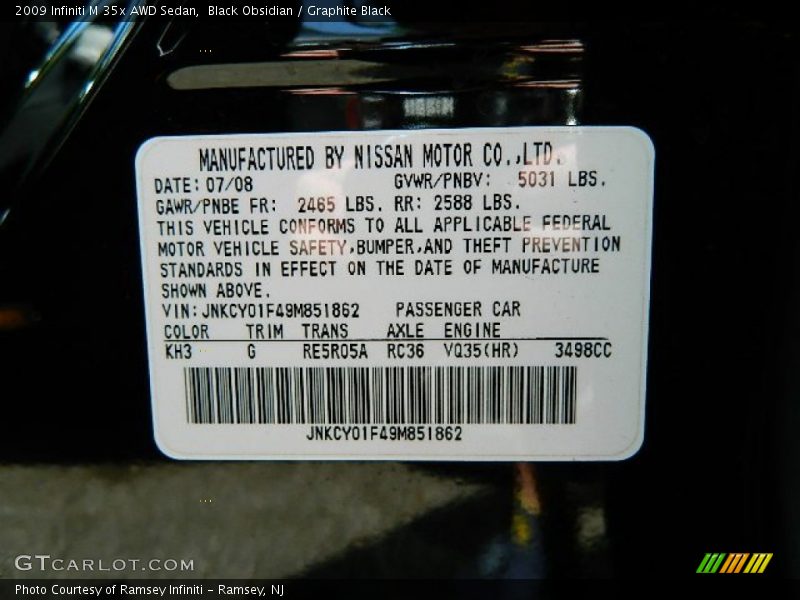 2009 Infiniti M 35x AWD Sedan,  Black Obsidian / Graphite Black
MANUFACTURED BY NISSAN MOTOR CO.,LTD.
DATE: 07/08 GVWR/PNBV: 5031 LBS.
GAWR/PNBE FR: 2465 LBS. RR: 2588 LBS.
THIS VEHICLE CONFORMS TO ALL APPLICABLE FEDERAL
MOTOR VEHICLE SAFETY,BUMPER,AND THEFT PREVENTION
STANDARDS IN EFFECT ON THE DATE OF MANUFACTURE
SHOWN ABOVE.
VIN: JNKCY01F49M851862 PASSENGER CAR
COLOR TRIM TRANS AXLE ENGINE
KH3 G RE5R05A RC36 VQ35(HR) 3498CC
JNKCY01F49M851862
GTCARLOT.COM
Photo Courtesy of Ramsey Infiniti - Ramsey, NJ